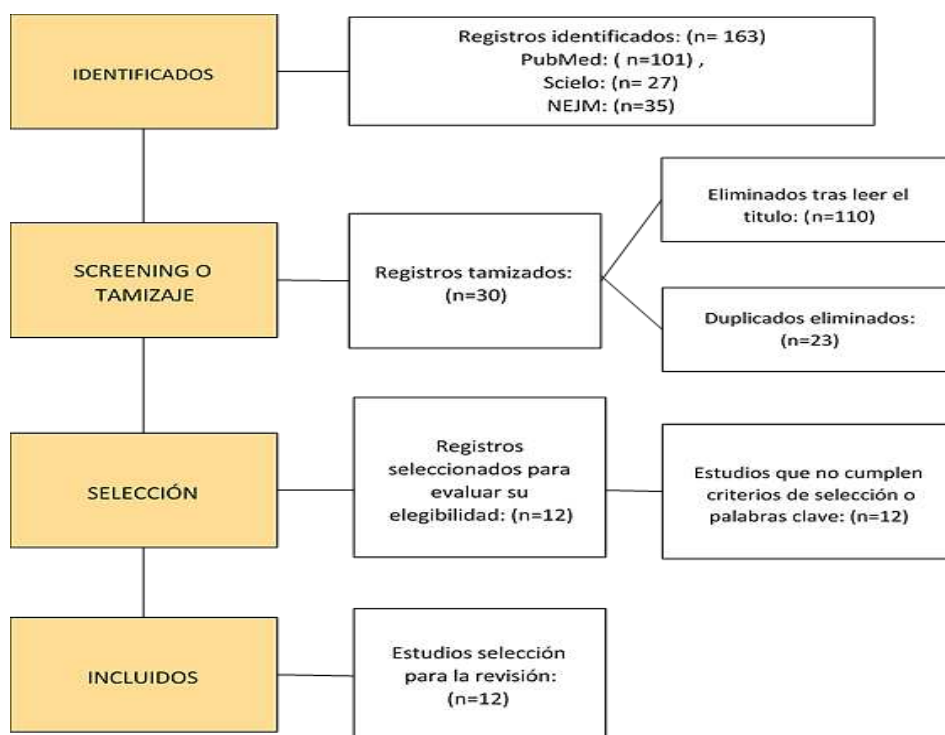 IDENTIFICADOS
Registros identificados: (n= 163)
PubMed: ( n=101) ,
Scielo: (n= 27)
NEJM: (n=35)
SCREENING O
TAMIZAJE
Registros tamizados:
(n=30)
Eliminados tras leer el
titulo: (n=110)
Duplicados eliminados:
(n=23)
SELECCIÓN
Registros
seleccionados para
evaluar su
elegibilidad: (n=12)
Estudios que no cumplen
criterios de selección o
palabras clave: (n=12)
INCLUIDOS
Estudios selección
para la revisión:
(n=12)